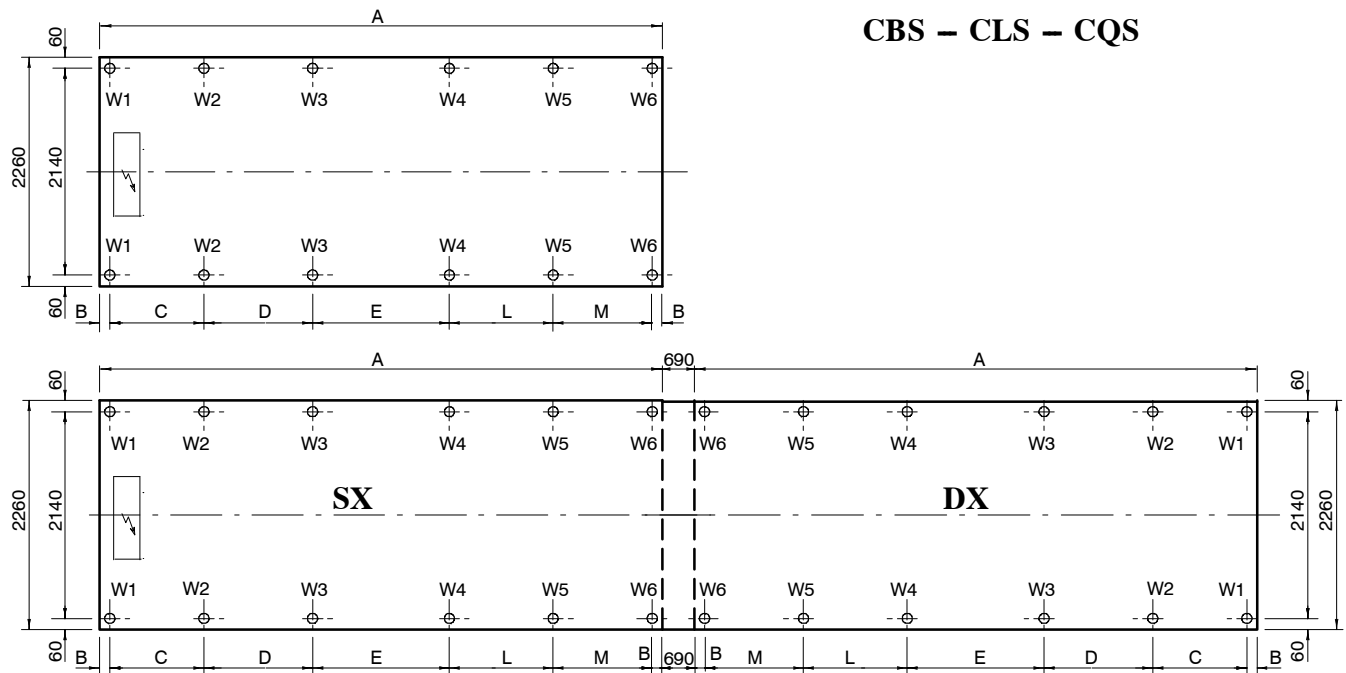 CBS – CLS – CQS
A
60
W1 W2 W3 W4 W5 W6
2260
2140
W1 W2 W3 W4 W5 W6
60
B C D E L M B
A 690 A
60 60
W1 W2 W3 W4 W5 W6 W6 W5 W4 W3 W2 W1
2260 2140 SX DX 2140 2260
W1 W2 W3 W4 W5 W6 W6 W5 W4 W3 W2 W1
60 60
B C D E L M B 690 B M L E D C B